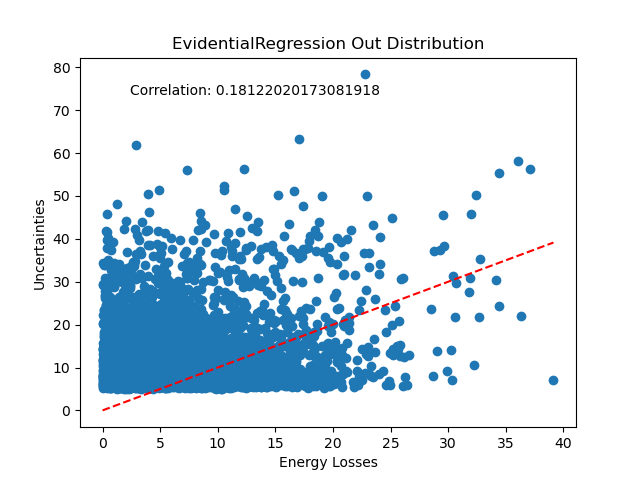 EvidentialRegression Out Distribution
Correlation: 0.18122020173081918
80
70
60
50
40
30
20
10
0
Uncertainties
0 5 10 15 20 25 30 35 40
Energy Losses